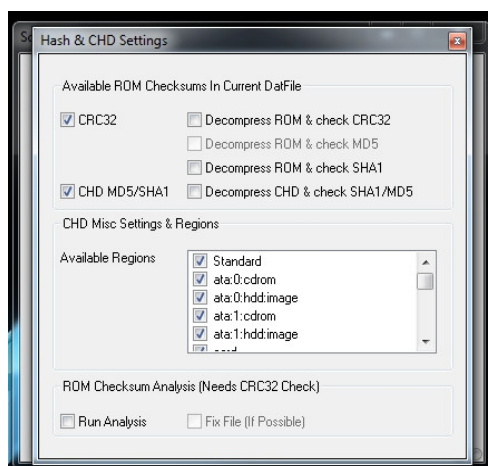 Hash & CHD Settings
Available ROM Checksums In Current DatFile
CRC32
Decompress ROM & check CRC32
Decompress ROM & check MD5
Decompress ROM & check SHA1
CHD MD5/SHA1
Decompress CHD & check SHA1/MD5
CHD Misc Settings & Regions
Available Regions
Standard
ata:0:cdrom
ata:0:hdd:image
ata:1:cdrom
ata:1:hdd:image
ROM Checksum Analysis (Needs CRC32 Check)
Run Analysis
Fix File (If Possible)